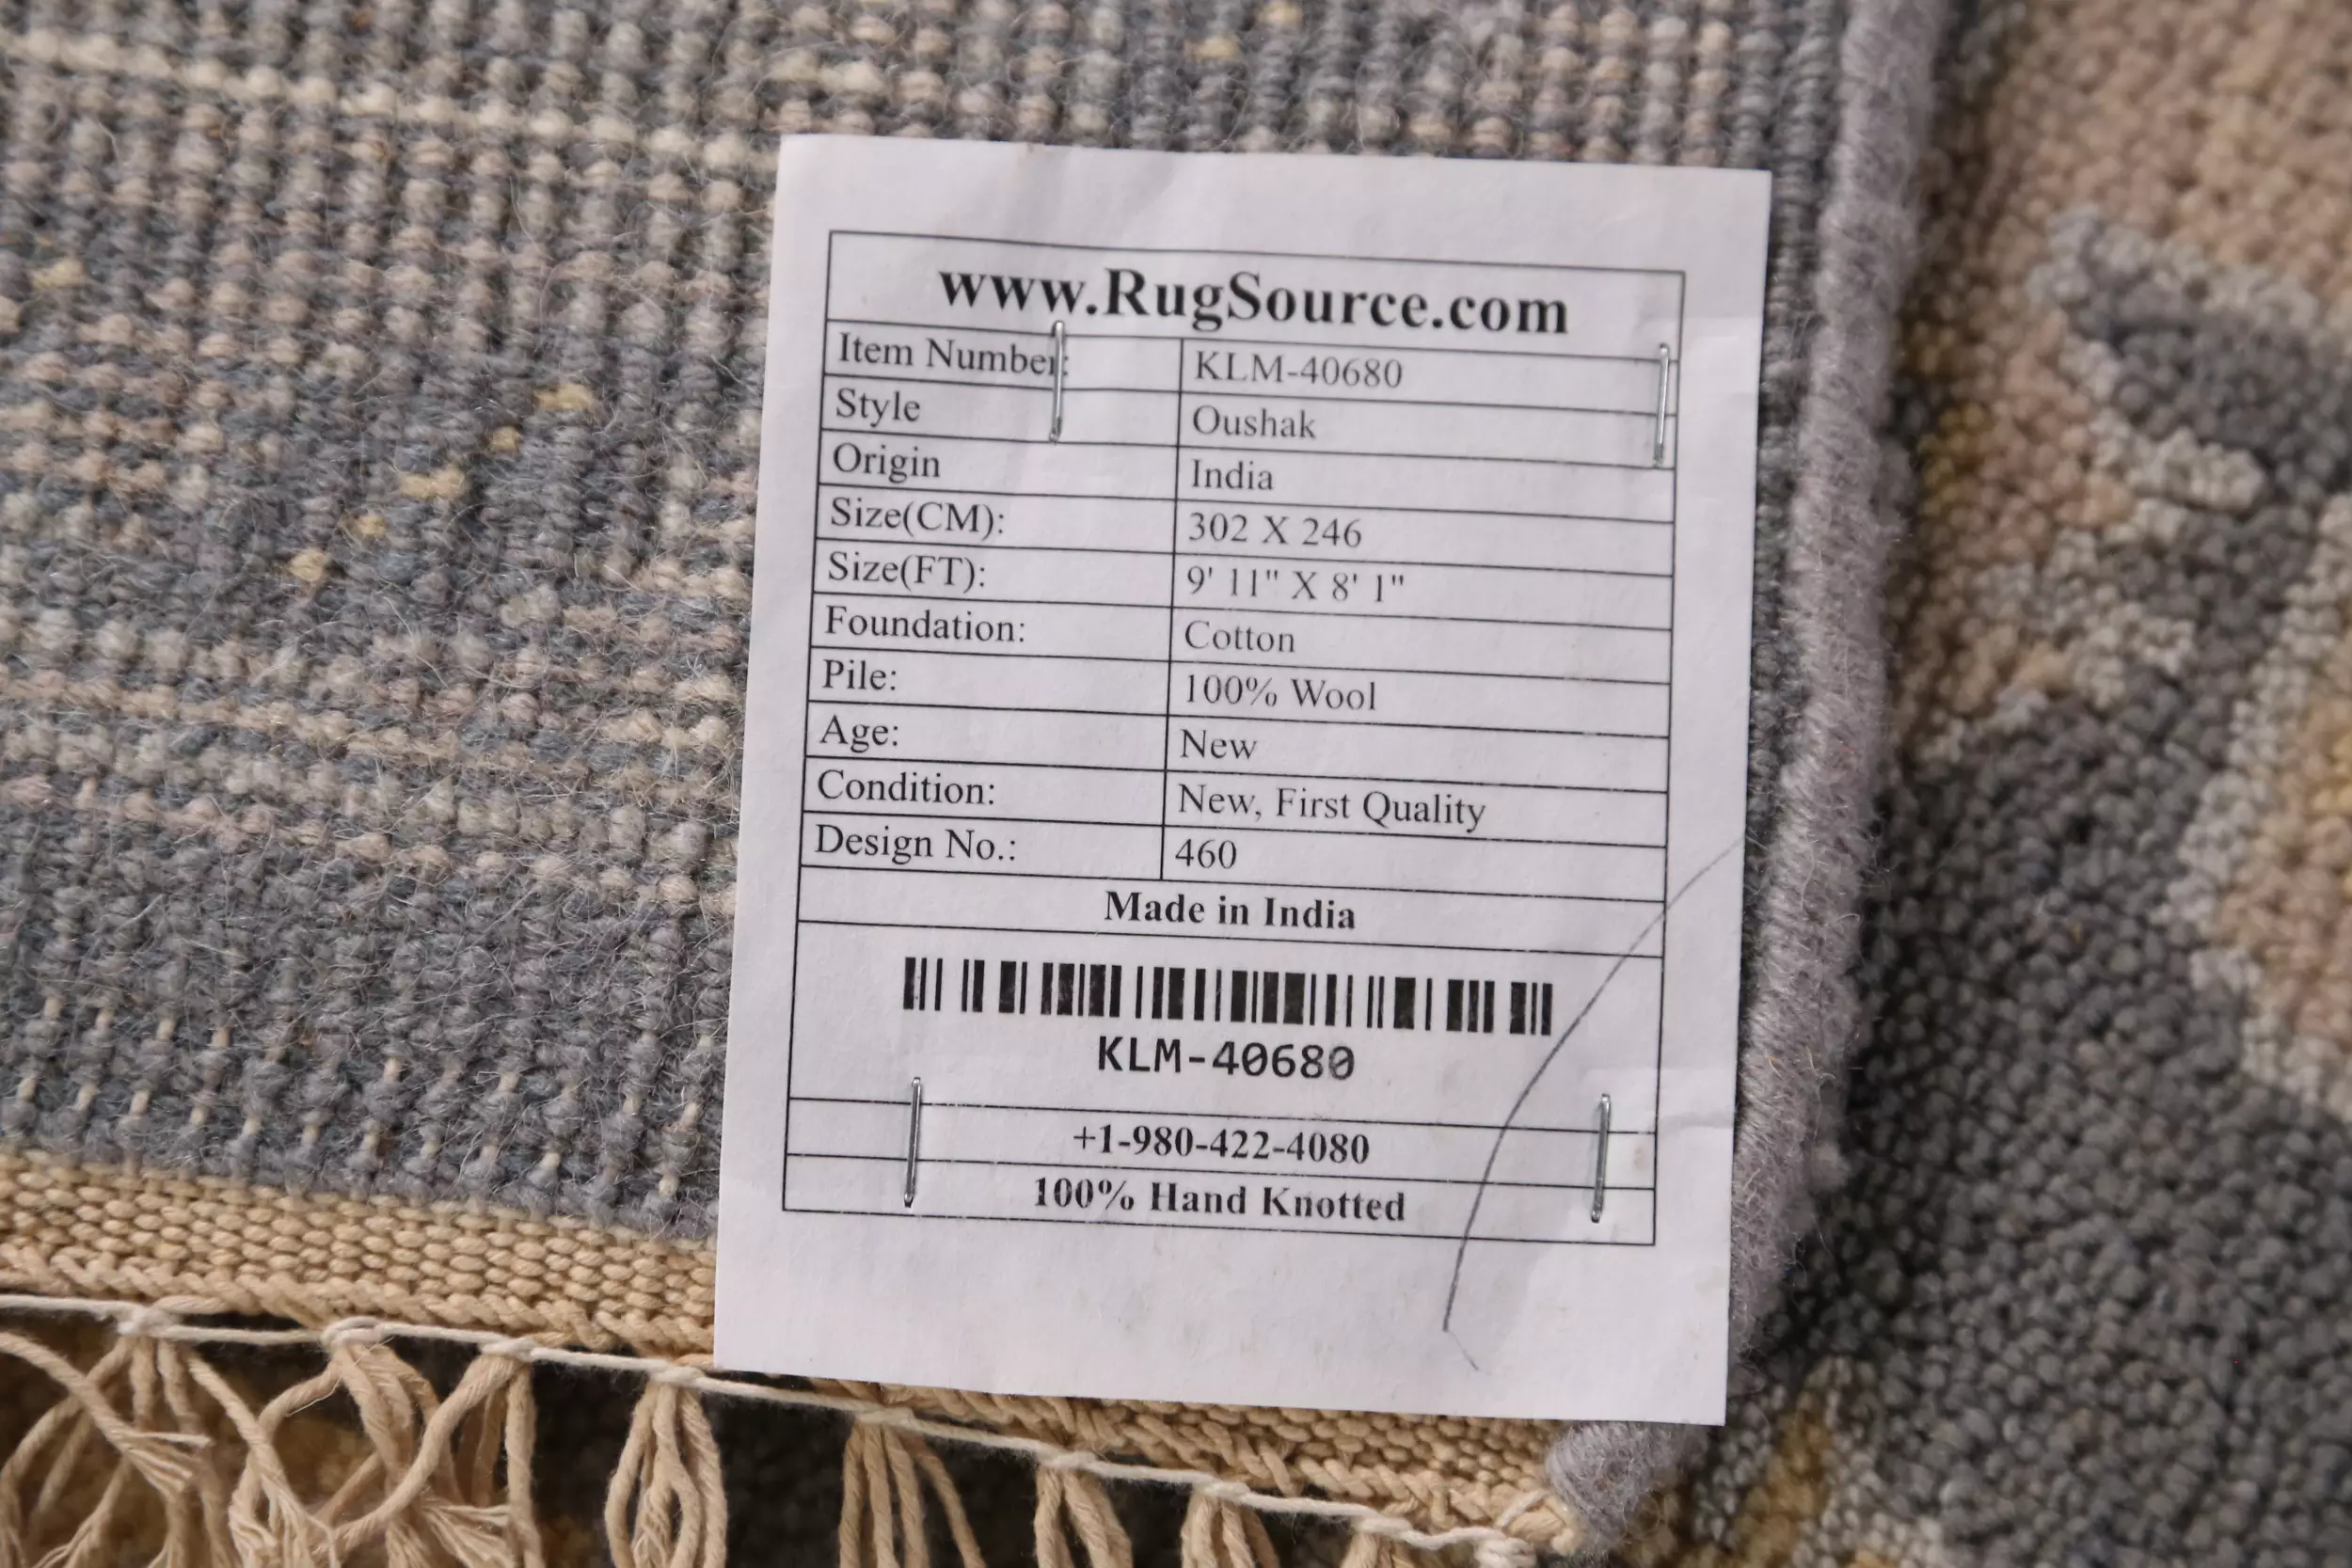 www.RugSource.com
Item Number: KLM-40680
Style Oushak
Origin India
Size(CM): 302 X 246
Size(FT): 9' 11" X 8' 1"
Foundation: Cotton
Pile: 100% Wool
Age: New
Condition: New, First Quality
Design No.: 460
Made in India
KLM-40680
+1-980-422-4080
100% Hand Knotted